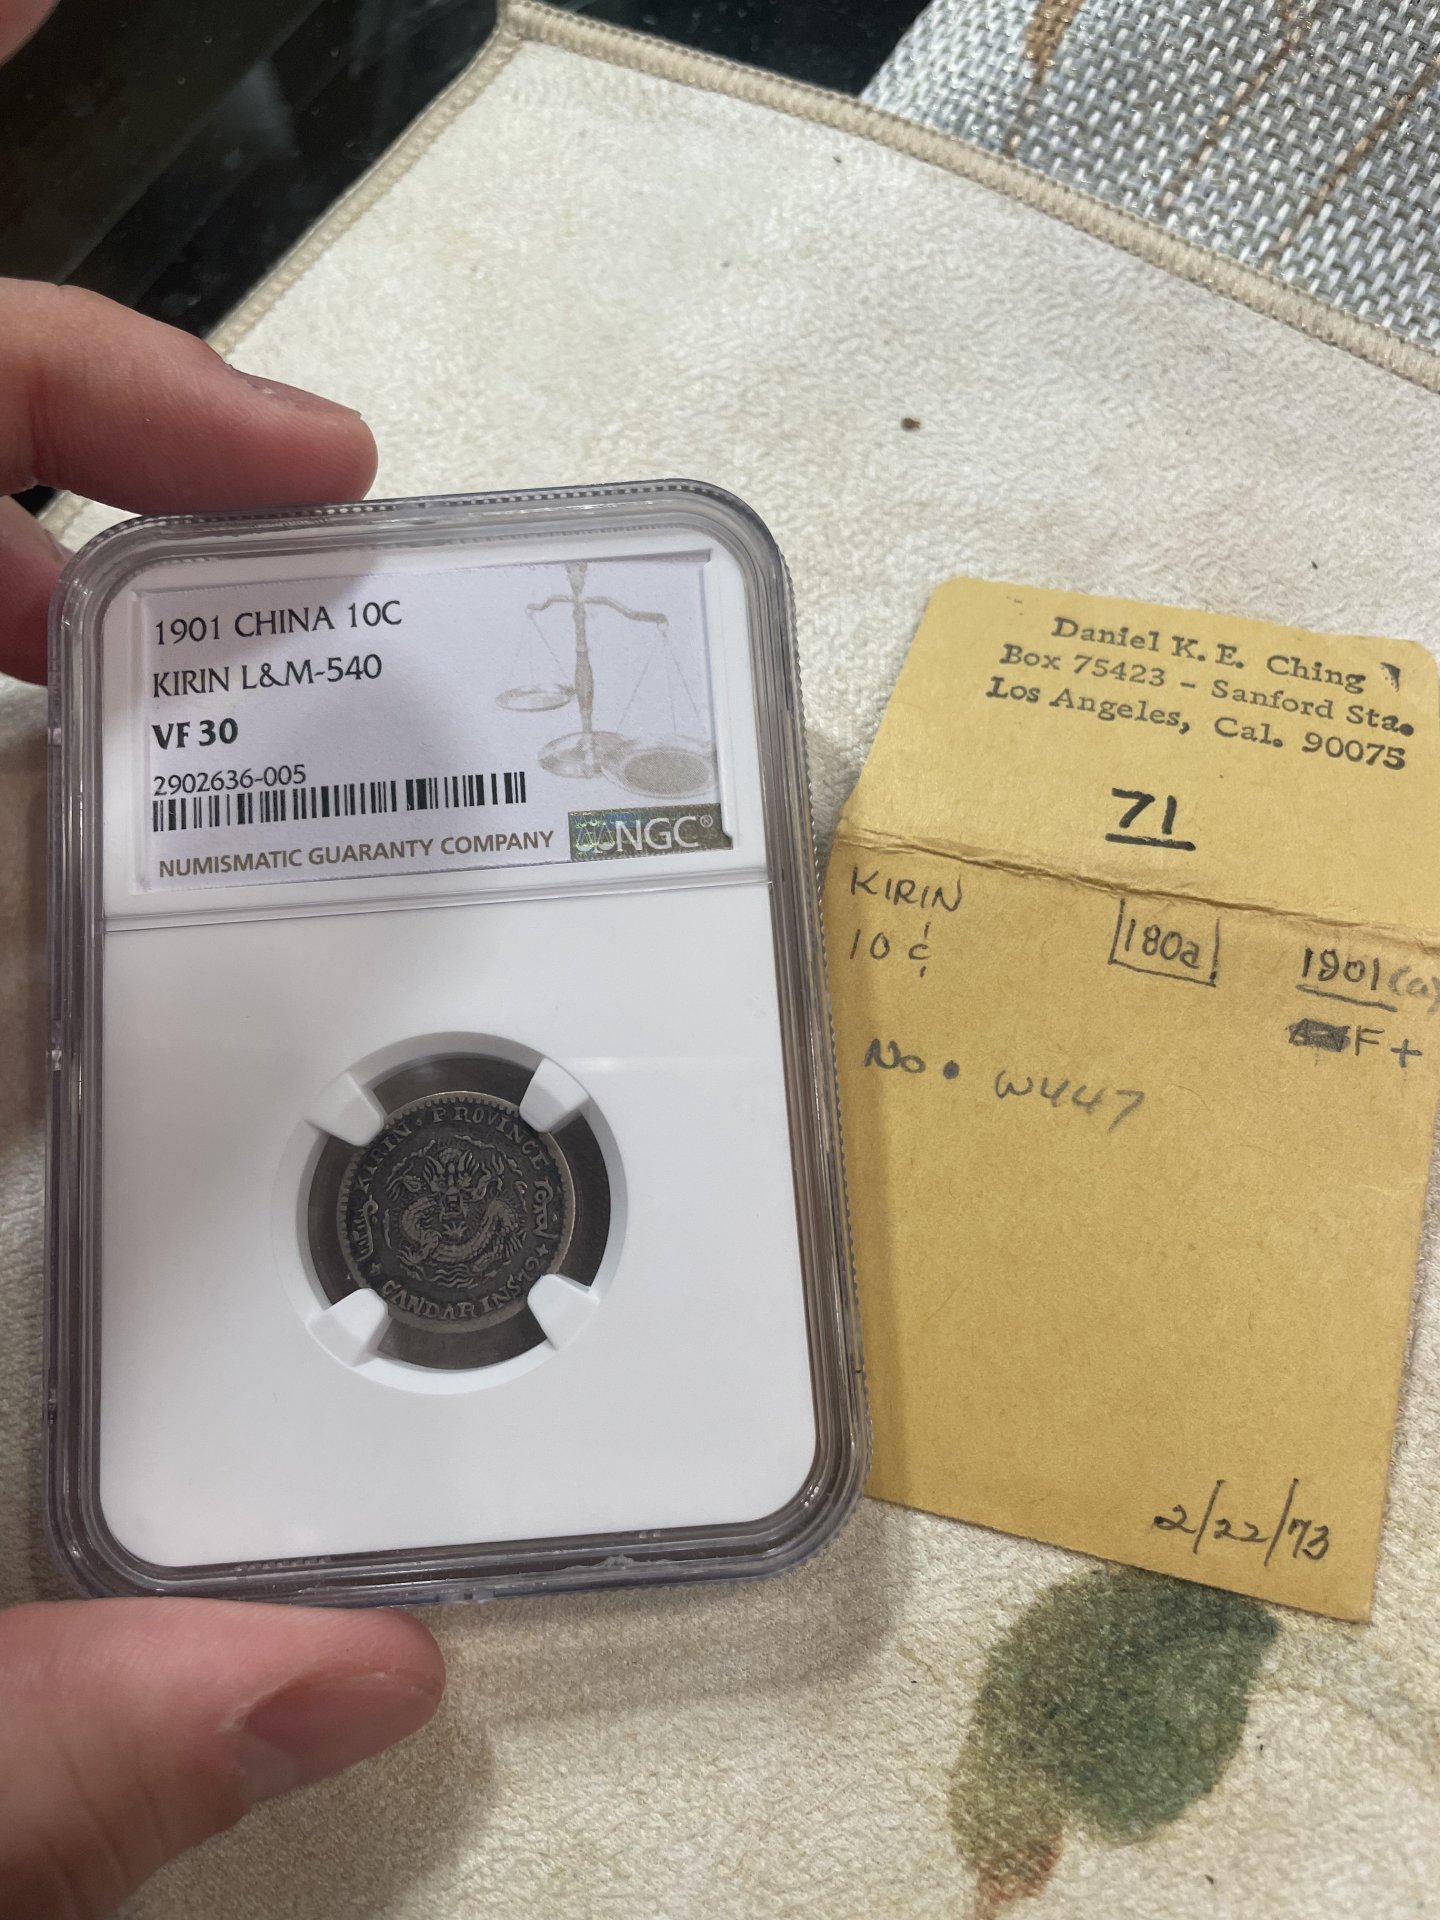 1901 CHINA 10C
KIRIN L&M-540
VF 30
2902636-005
NUMISMATIC GUARANTY COMPANY
NGC®
KIRIN · PROVINCE
CANDARINS
Daniel K. E. Ching
Box 75423 - Sanford Sta.
Los Angeles, Cal. 90075
71
KIRIN
10 ¢
180a
1901 (a)
F +
No. W447
2/22/73